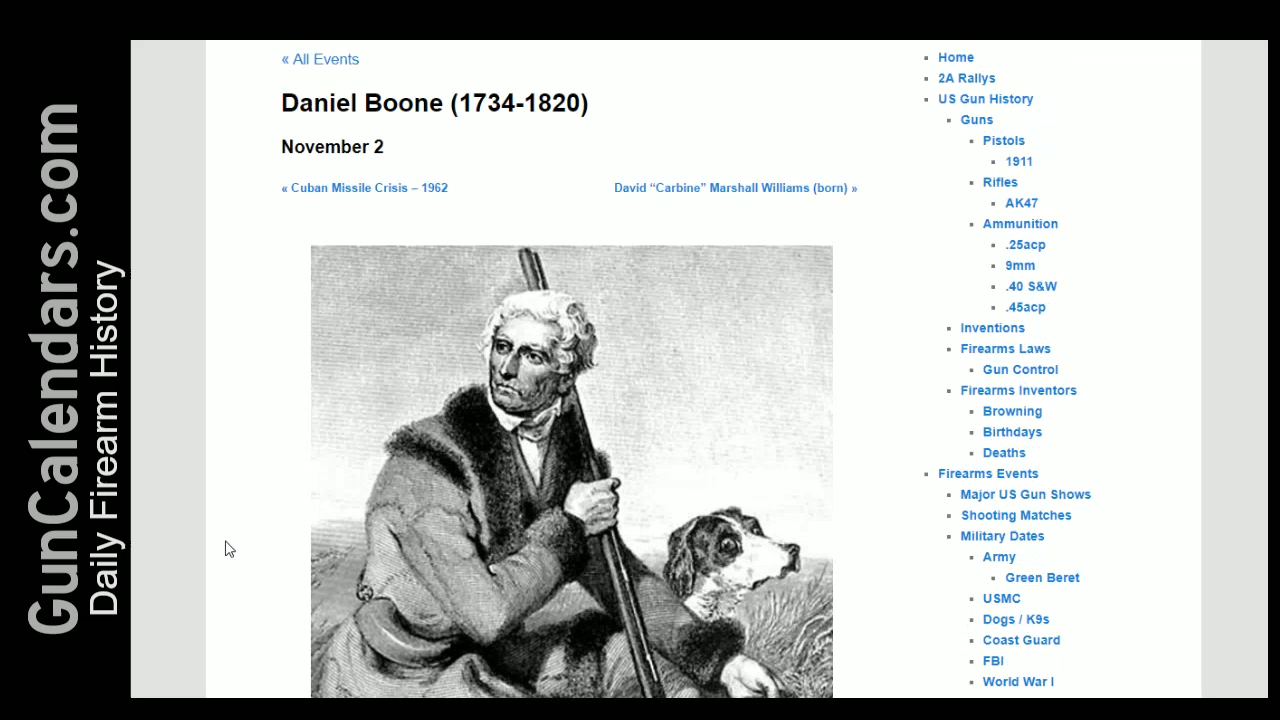 GunCalendars.com
Daily Firearm History
« All Events
Daniel Boone (1734-1820)
November 2
« Cuban Missile Crisis – 1962
David “Carbine” Marshall Williams (born) »
Home
2A Rallys
US Gun History
Guns
Pistols
1911
Rifles
AK47
Ammunition
.25acp
9mm
.40 S&W
.45acp
Inventions
Firearms Laws
Gun Control
Firearms Inventors
Browning
Birthdays
Deaths
Firearms Events
Major US Gun Shows
Shooting Matches
Military Dates
Army
Green Beret
USMC
Dogs / K9s
Coast Guard
FBI
World War I